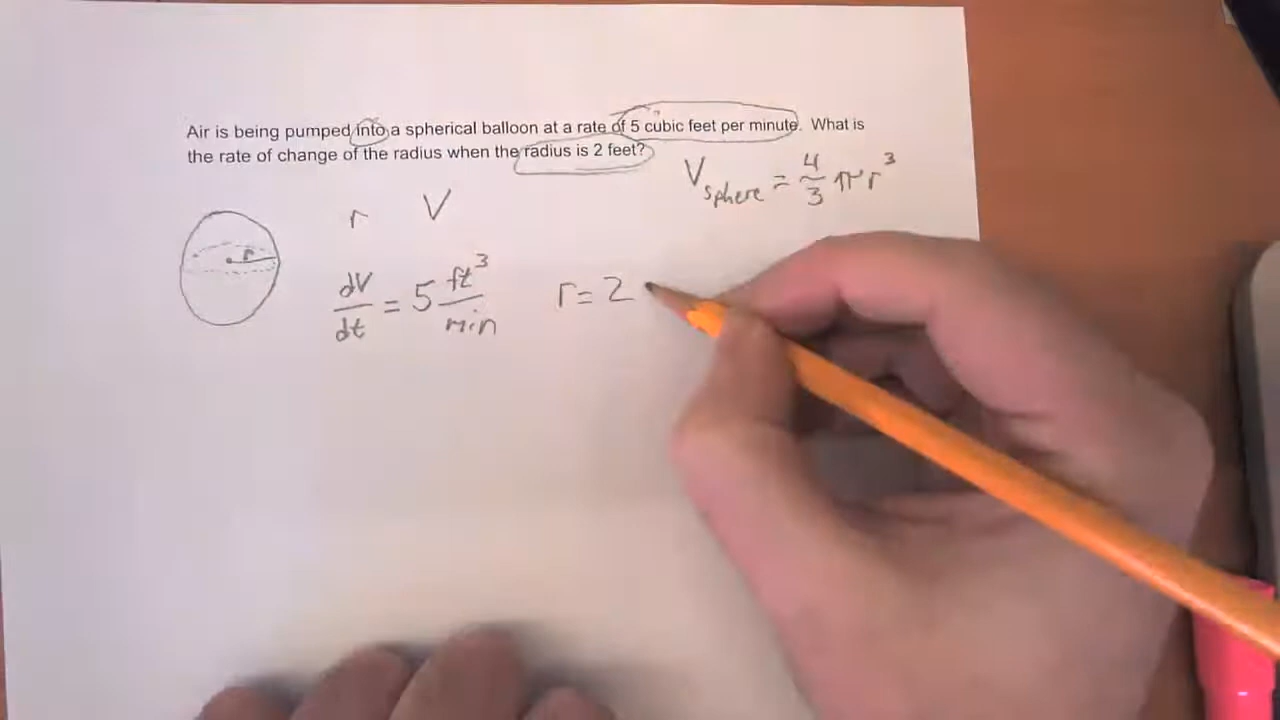 Air is being pumped into a spherical balloon at a rate of 5 cubic feet per minute. What is
the rate of change of the radius when the radius is 2 feet?
V sphere = 4/3 πr³
r V
r
dV/dt = 5 ft³/min r = 2